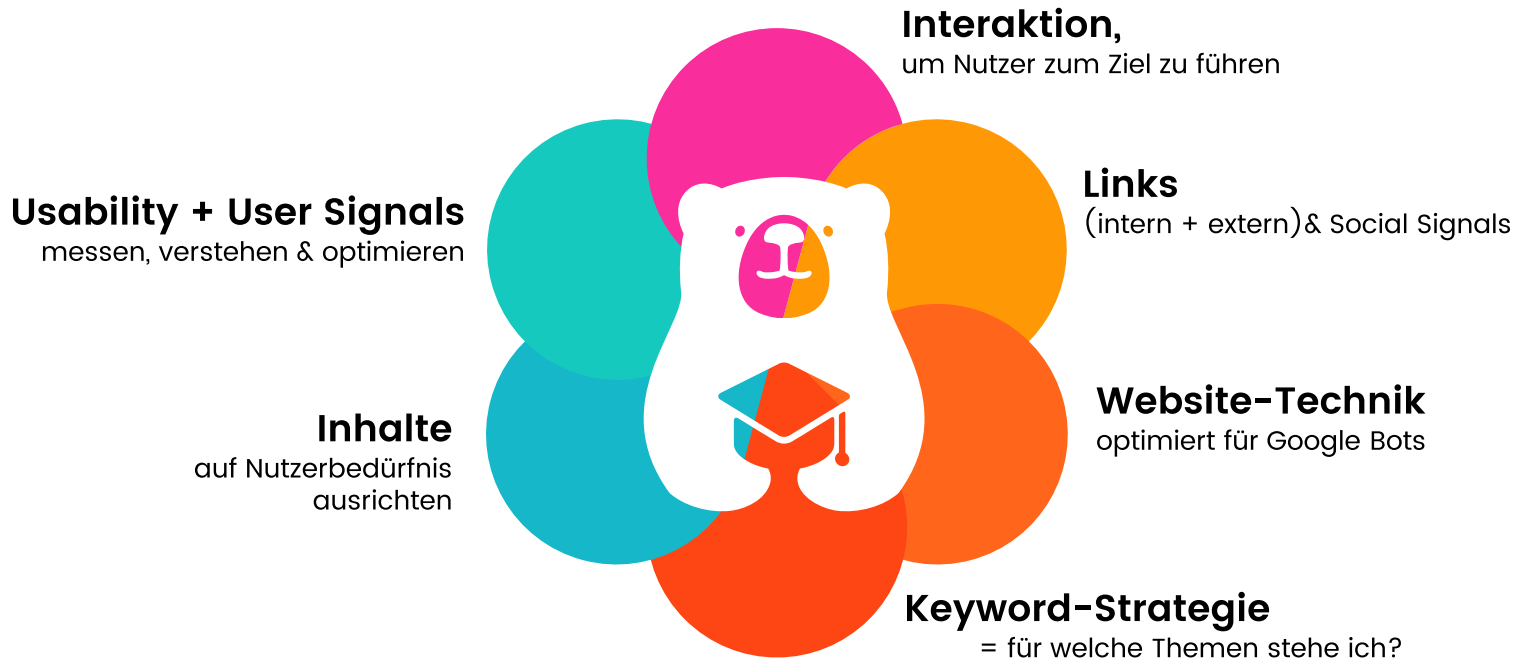 Interaktion,
um Nutzer zum Ziel zu führen
Links
(intern + extern)& Social Signals
Usability + User Signals
messen, verstehen & optimieren
Website-Technik
optimiert für Google Bots
Inhalte
auf Nutzerbedürfnis
ausrichten
Keyword-Strategie
= für welche Themen stehe ich?